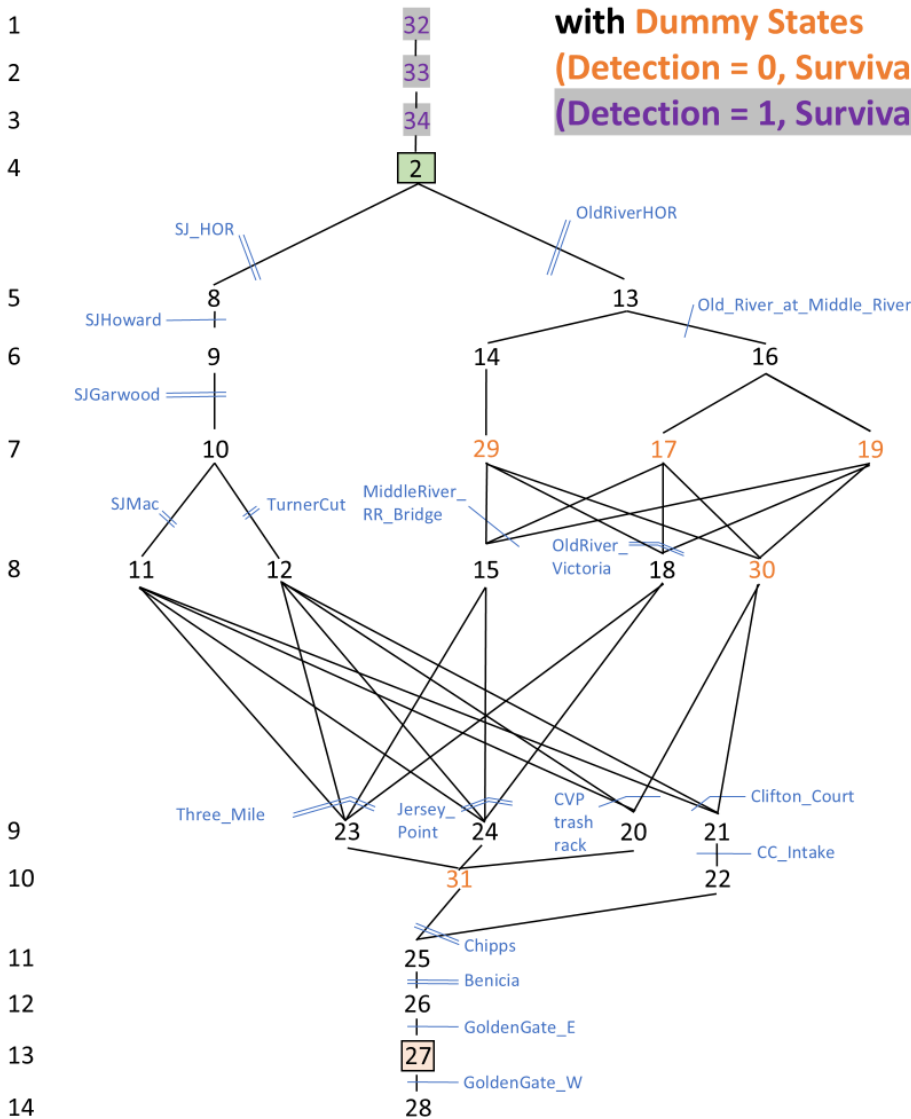 1
32
with Dummy States
2
33
(Detection = 0, Surviva
3
34
(Detection = 1, Surviva
4
2
SJ_HOR
OldRiverHOR
5
8
13
SJHoward
Old_River_at_Middle_River
6
9
14
16
SJGarwood
7
10
29
17
19
SJMac
TurnerCut
MiddleRiver_
RR_Bridge
OldRiver_
Victoria
8
11
12
15
18
30
Three_Mile
Jersey_
Point
CVP
trash
rack
Clifton_Court
9
23
24
20
21
CC_Intake
10
31
22
Chipps
11
25
Benicia
12
26
GoldenGate_E
13
27
GoldenGate_W
14
28